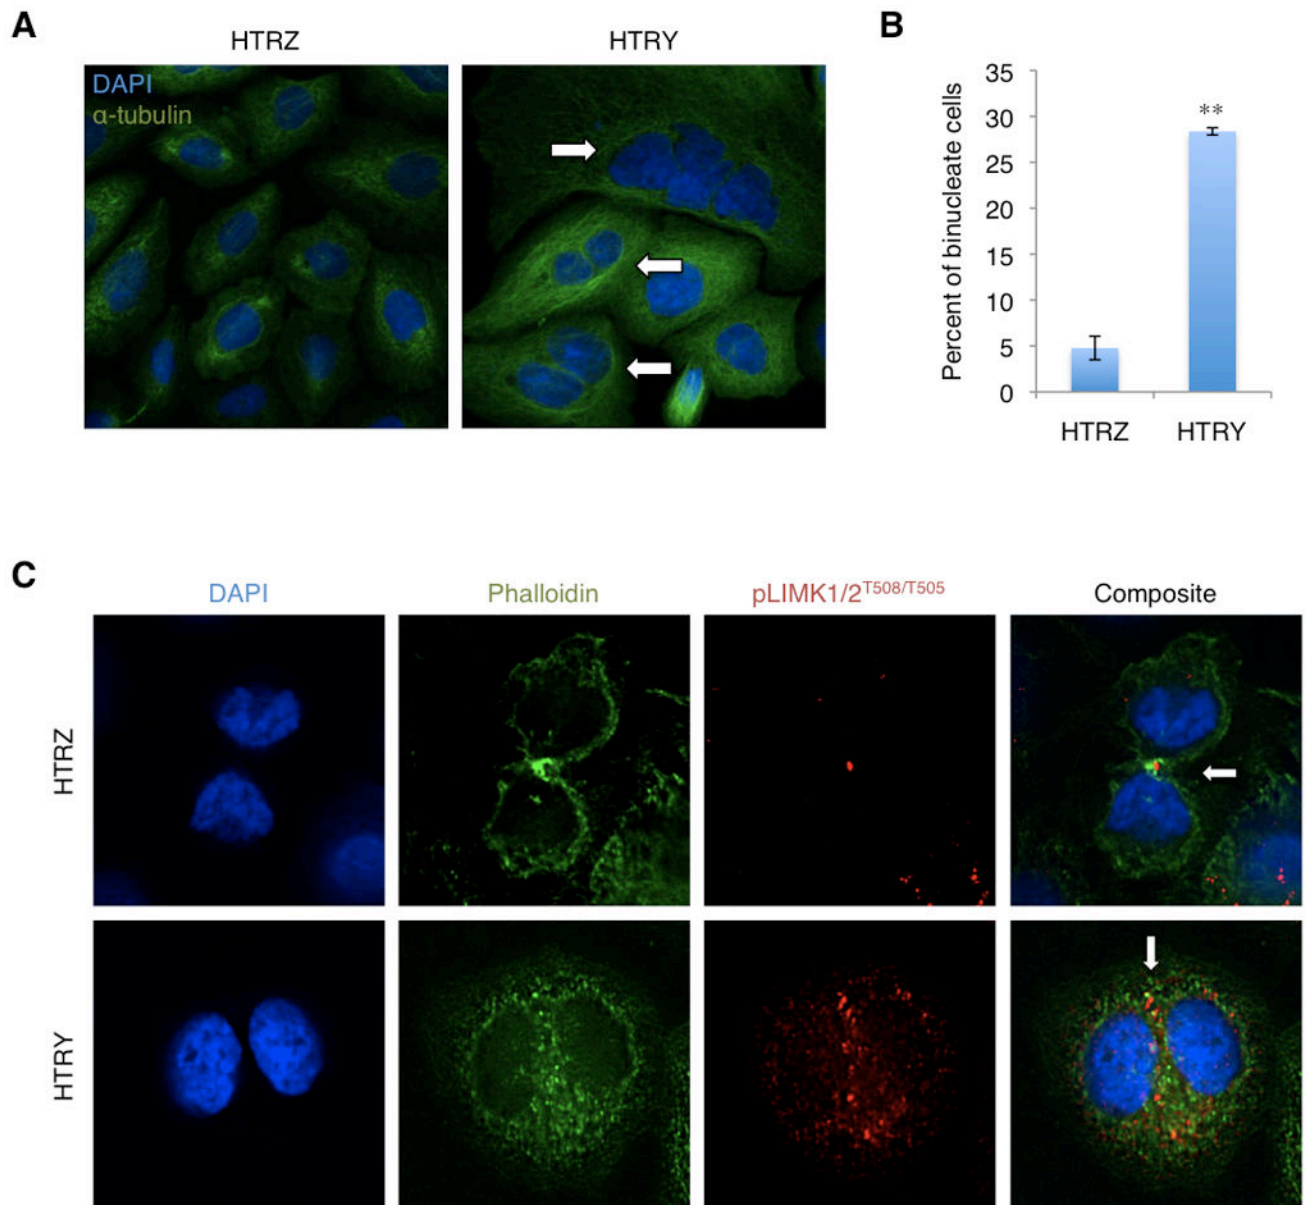 A
HTRZ
HTRY
DAPI
α-tubulin
B
Percent of binucleate cells
35
30
25
20
15
10
5
0
**
HTRZ
HTRY
C
DAPI
Phalloidin
pLIMK1/2T508/T505
Composite
HTRZ
HTRY